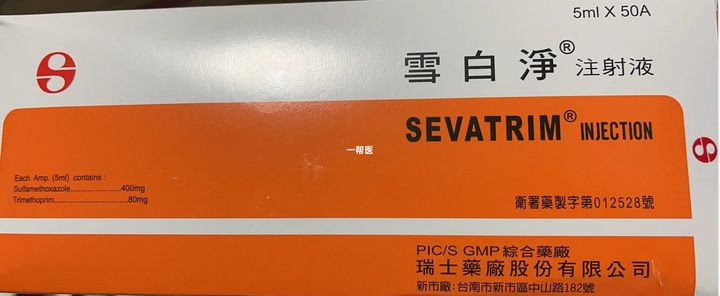 5ml X 50A
雪白淨® 注射液
SEVATRIM® INJECTION
一帮医
Each Amp. (5ml) contains :
Sulfamethoxazole........................400mg
Trimethoprim...................................80mg
衛署藥製字第012528號
PIC/S GMP 綜合藥廠
瑞士藥廠股份有限公司
新市廠:台南市新市區中山路182號